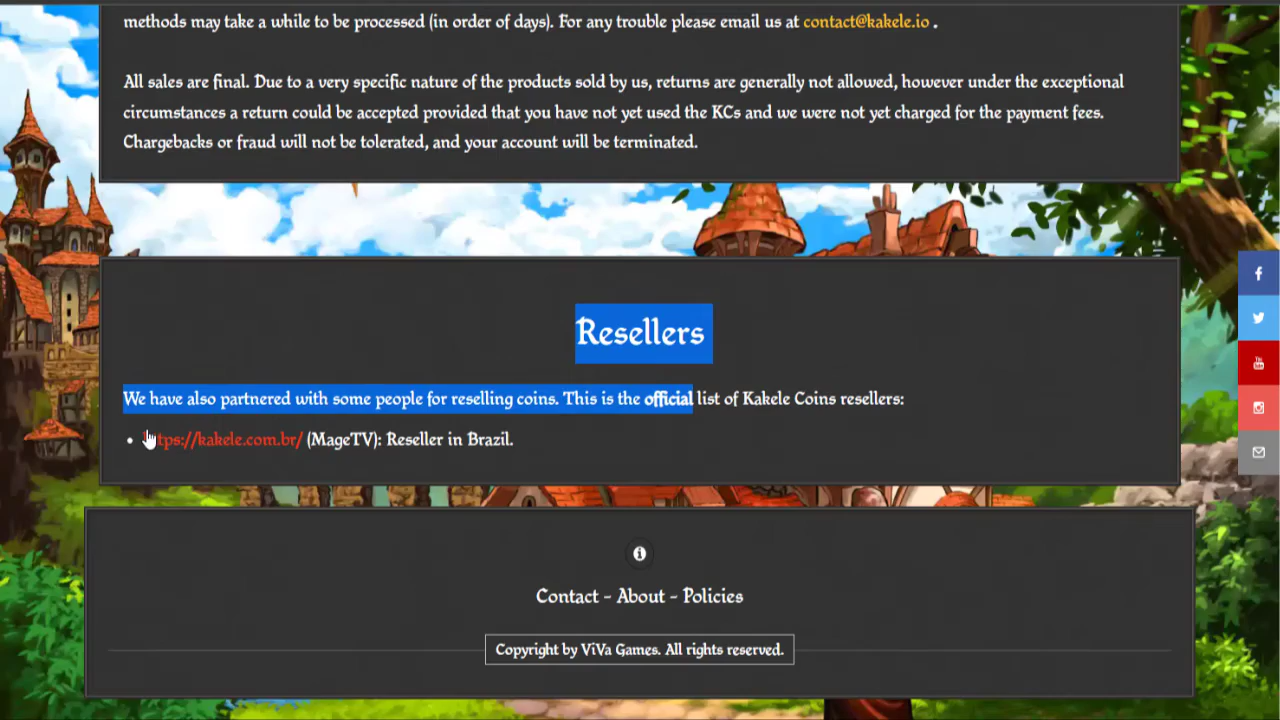 methods may take a while to be processed (in order of days). For any trouble please email us at contact@kakele.io .
All sales are final. Due to a very specific nature of the products sold by us, returns are generally not allowed, however under the exceptional
circumstances a return could be accepted provided that you have not yet used the KCs and we were not yet charged for the payment fees.
Chargebacks or fraud will not be tolerated, and your account will be terminated.
Resellers
We have also partnered with some people for reselling coins. This is the official list of Kakele Coins resellers:
• ttps://kakele.com.br/ (MageTV): Reseller in Brazil.
Contact - About - Policies
Copyright by ViVa Games. All rights reserved.